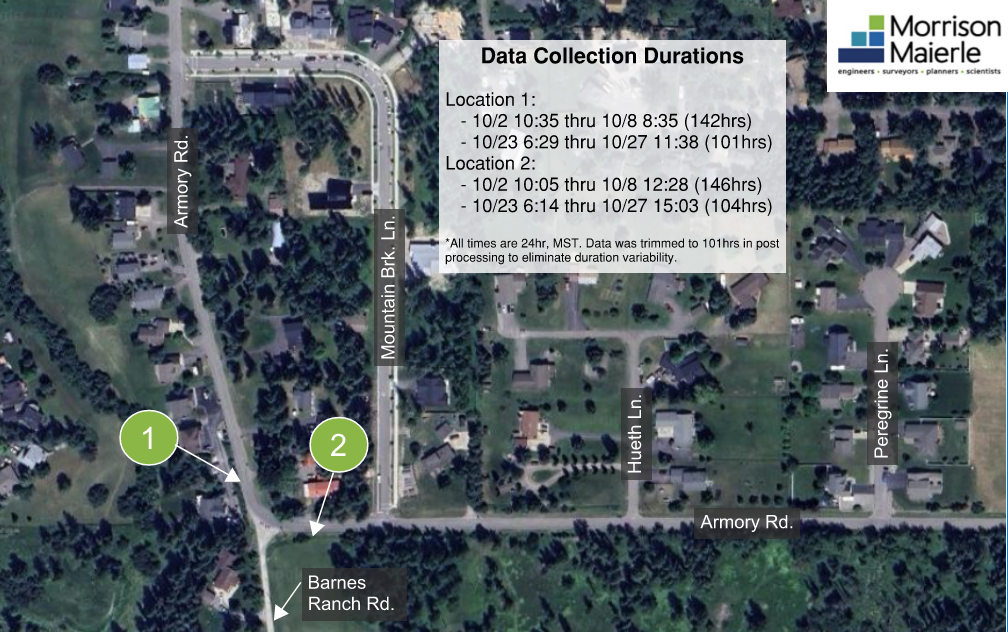 Morrison
Maierle
engineers • surveyors • planners • scientists
Data Collection Durations
Location 1:
- 10/2 10:35 thru 10/8 8:35 (142hrs)
- 10/23 6:29 thru 10/27 11:38 (101hrs)
Location 2:
- 10/2 10:05 thru 10/8 12:28 (146hrs)
- 10/23 6:14 thru 10/27 15:03 (104hrs)
*All times are 24hr, MST. Data was trimmed to 101hrs in post
processing to eliminate duration variability.
Armory Rd.
Mountain Brk. Ln.
Hueth Ln.
Peregrine Ln.
1
2
Armory Rd.
Barnes
Ranch Rd.